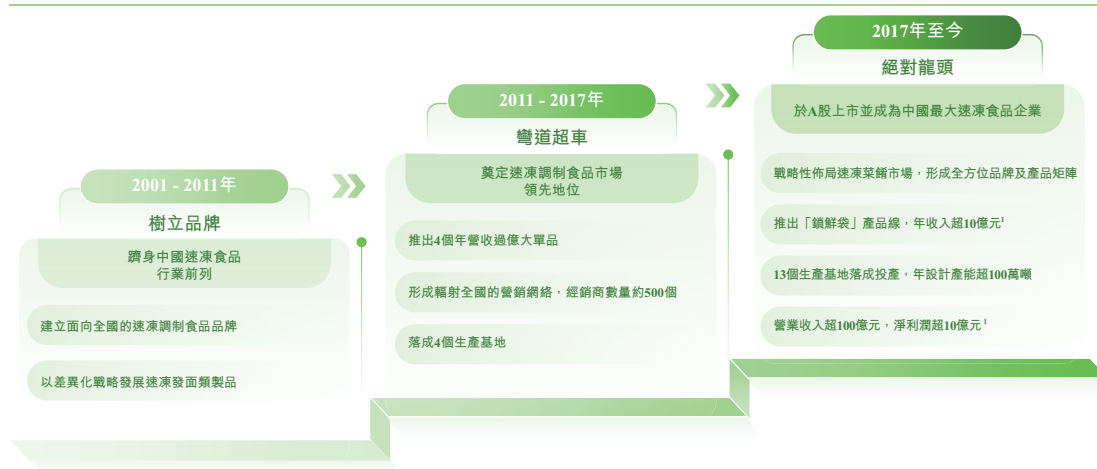 2001 - 2011年
樹立品牌
躋身中國速凍食品
行業前列
建立面向全國的速凍調制食品品牌
以差異化戰略發展速凍發面類製品
2011 - 2017年
彎道超車
奠定速凍調制食品市場
領先地位
推出4個年營收過億大單品
形成輻射全國的營銷網絡，經銷商數量約500個
落成4個生產基地
2017年至今
絕對龍頭
於A股上市並成為中國最大速凍食品企業
戰略性佈局速凍菜餚市場，形成全方位品牌及產品矩陣
推出「鎖鮮袋」產品線，年收入超10億元¹
13個生產基地落成投產，年設計產能超100萬噸
營業收入超100億元，淨利潤超10億元¹